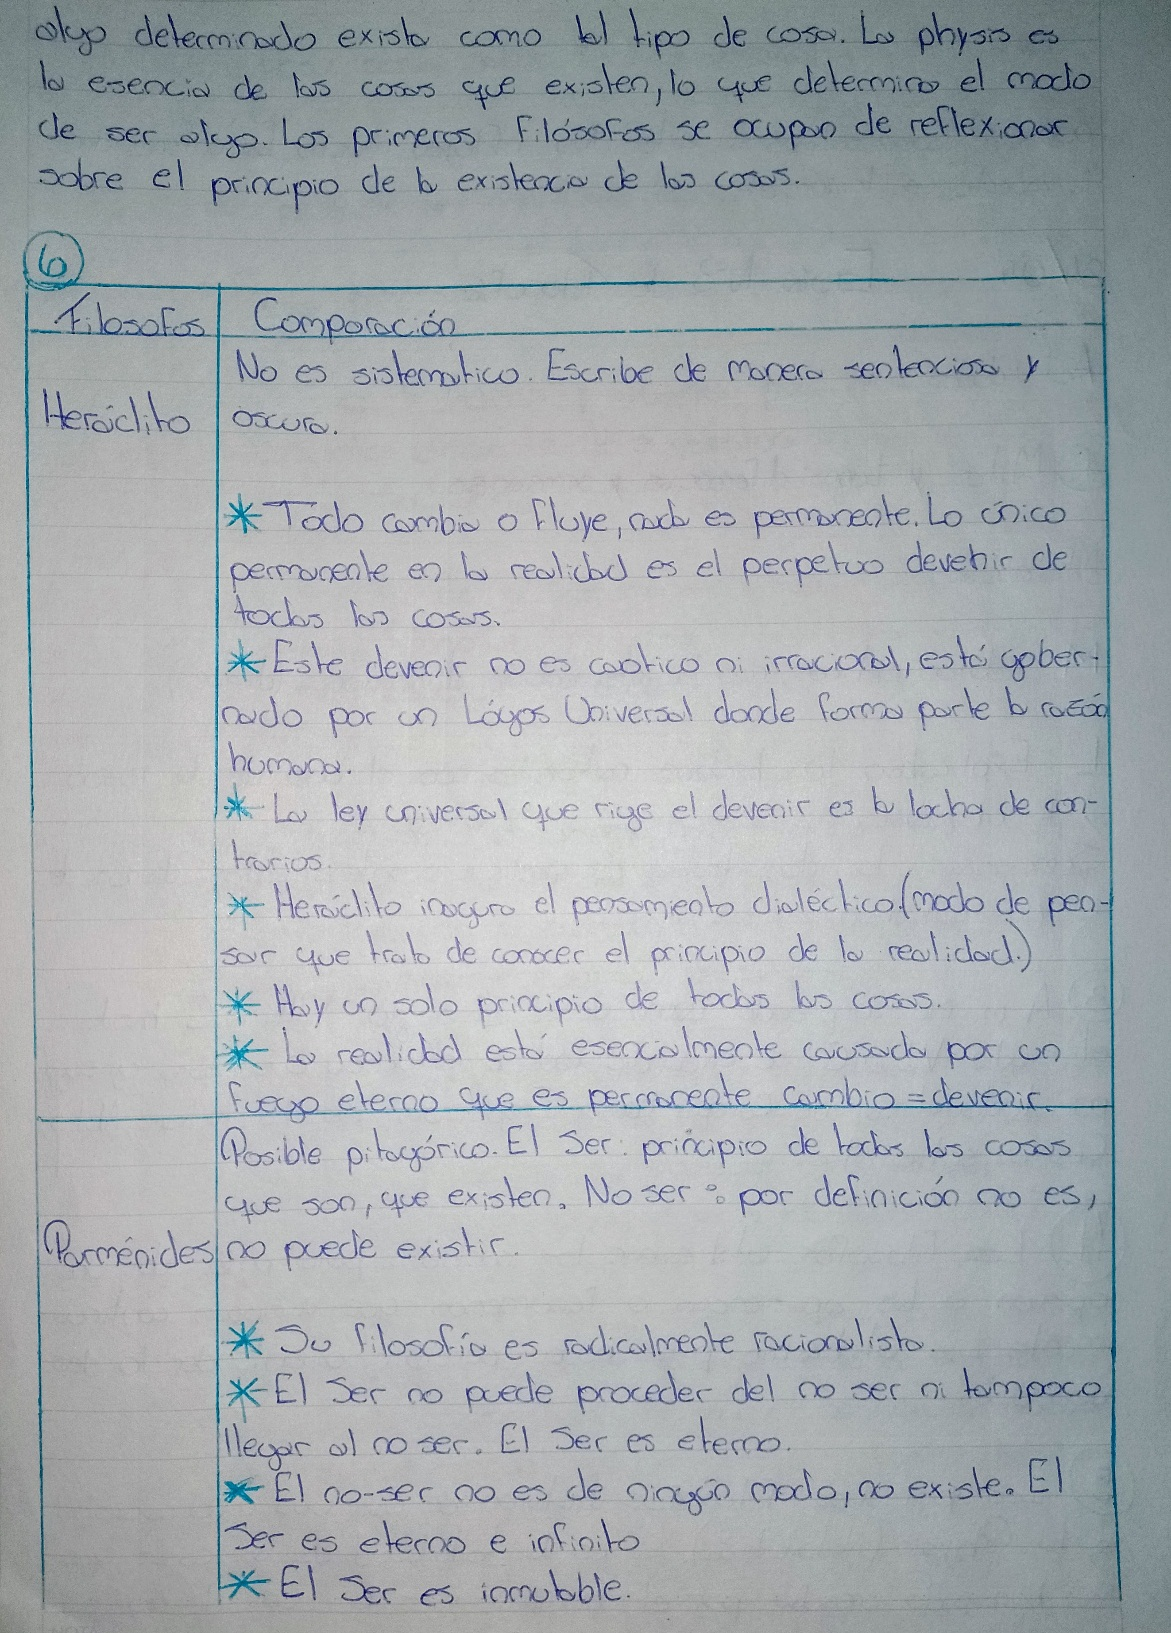 algo determinado exista como tal tipo de cosa. La physis es
la esencia de las cosas que existen, lo que determina el modo
de ser algo. Los primeros Filósofos se ocupan de reflexionar
sobre el principio de la existencia de las cosas.
6
Filosofos Comparación
No es sistematico. Escribe de manera sentenciosa y
Heráclito oscura.
* Todo cambia o fluye, nada es permanente. Lo único
permanente en la realidad es el perpetuo devenir de
todas las cosas.
* Este devenir no es caotico ni irracional, está gober-
nado por un Lógos Universal donde forma parte la razón
humana.
* La ley universal que rige el devenir es la lucha de con-
trarios.
* Heráclito inagura el pensamiento dialéctico. (modo de pen-
sar que trata de conocer el principio de la realidad.)
* Hay un solo principio de todas las cosas.
* La realidad está esencialmente causada por un
fuego eterno que es permanente cambio = devenir.
Posible pitagórico. El Ser: principio de todas las cosas
que son, que existen. No ser: por definición no es,
Parménides no puede existir.
* Su filosofía es radicalmente racionalista.
* El Ser no puede proceder del no ser ni tampoco
llegar al no ser. El Ser es eterno.
* El no-ser no es de ningún modo, no existe. El
Ser es eterno e infinito
* El Ser es inmutable.